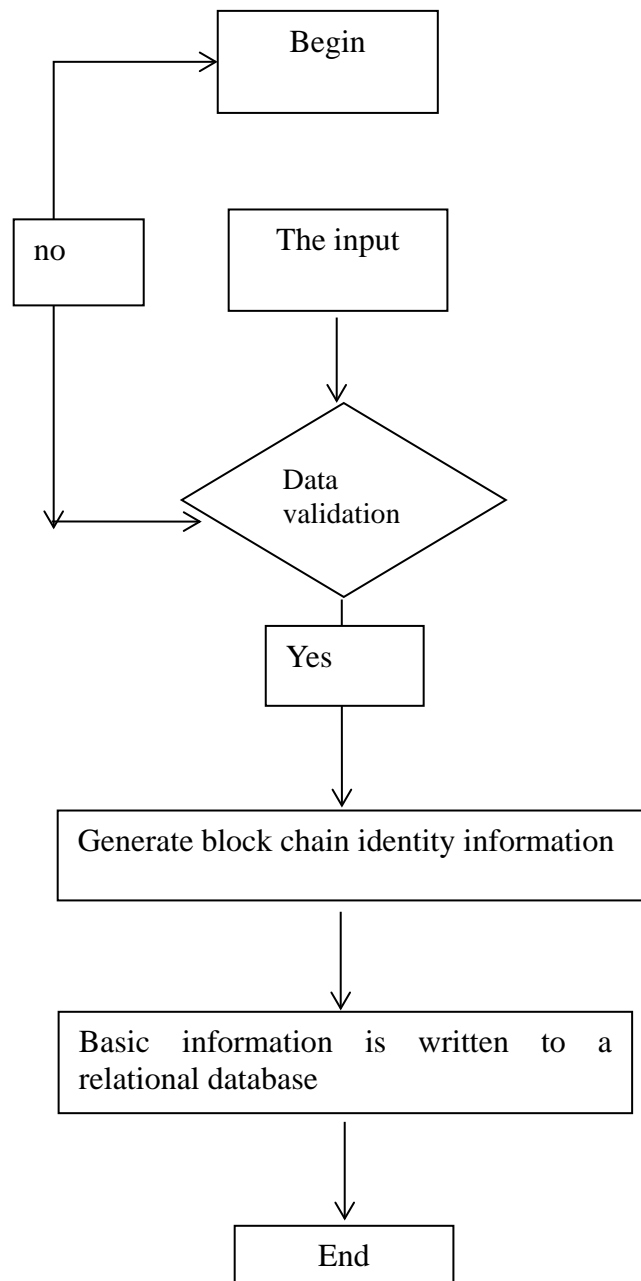 Begin
no
The input
Data
validation
Yes
Generate block chain identity information
Basic information is written to a
relational database
End